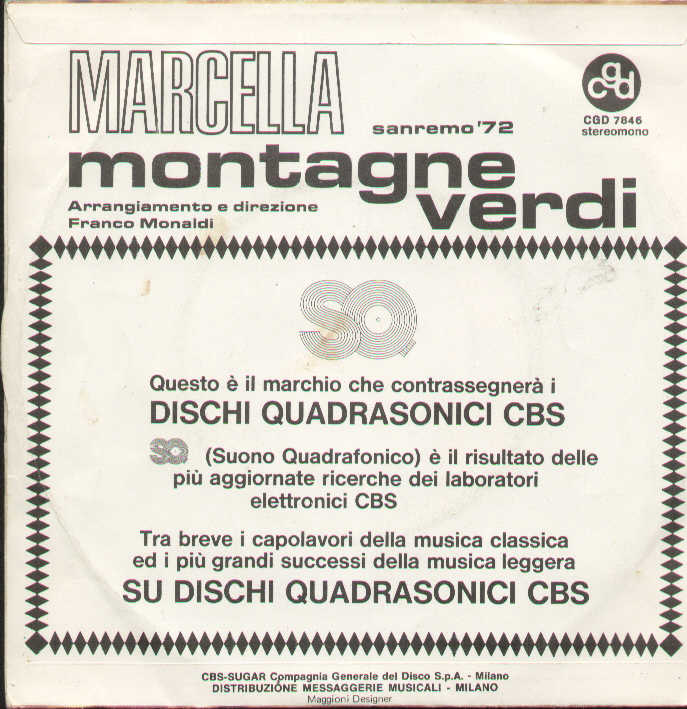 MARCELLA
sanremo '72
cgd
CGD 7846
stereomono
montagne
verdi
Arrangiamento e direzione
Franco Monaldi
SQ
Questo è il marchio che contrassegnerà i
DISCHI QUADRASONICI CBS
SQ (Suono Quadrafonico) è il risultato delle
più aggiornate ricerche dei laboratori
elettronici CBS
Tra breve i capolavori della musica classica
ed i più grandi successi della musica leggera
SU DISCHI QUADRASONICI CBS
CBS-SUGAR Compagnia Generale del Disco S.p.A. - Milano
DISTRIBUZIONE MESSAGGERIE MUSICALI - MILANO
Maggioni Designer